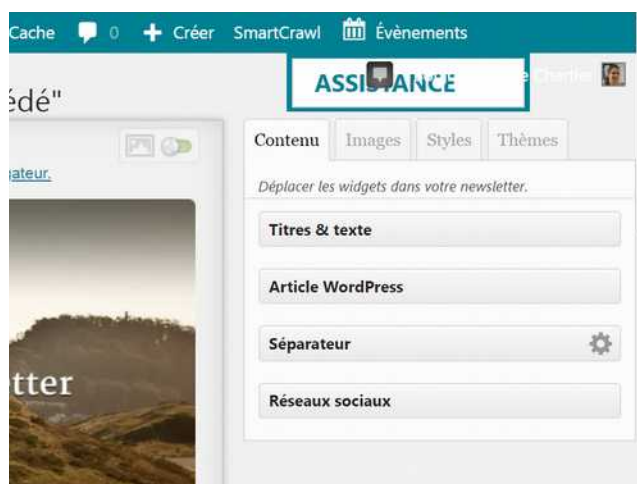 Cache 0 Créer SmartCrawl Évènements
édé"
ASSISTANCE
ateur.
Contenu Images Styles Thèmes
Déplacer les widgets dans votre newsletter.
Titres & texte
Article WordPress
Séparateur
tter
Réseaux sociaux